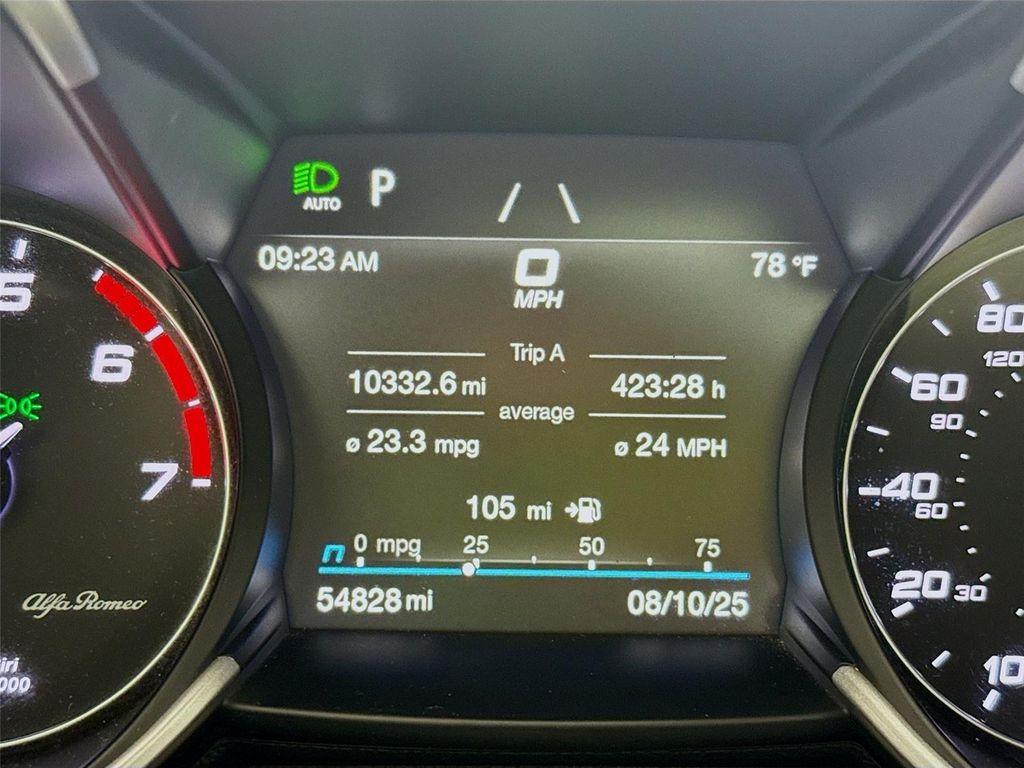 AUTO P
09:23 AM
0
MPH
78 °F
Trip A
10332.6 mi 423:28 h
average
ø 23.3 mpg ø 24 MPH
105 mi
n 0 mpg 25 50 75
54828 mi 08/10/25
5
6
7
Alfa Romeo
iri
000
80
120
60
90
40
60
20 30
10